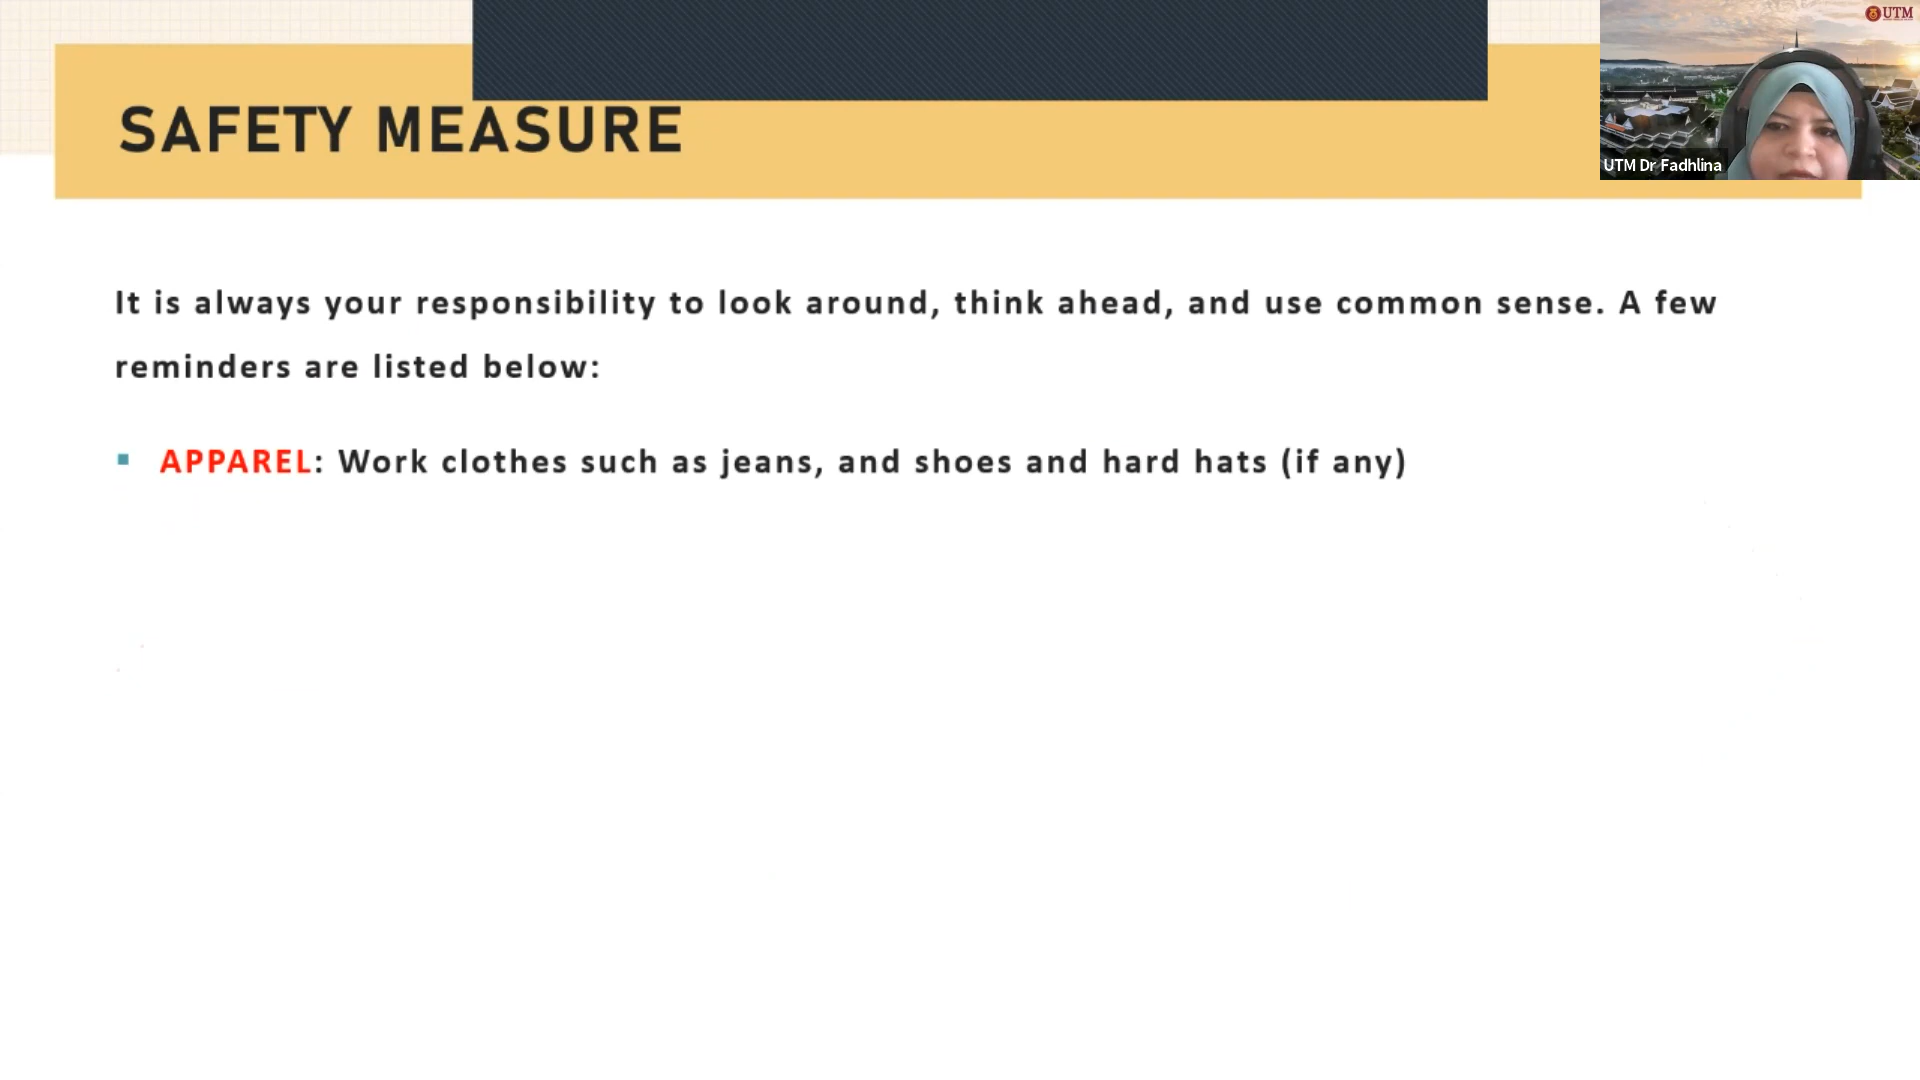 UTM
SAFETY MEASURE
UTM Dr Fadhlina
It is always your responsibility to look around, think ahead, and use common sense. A few
reminders are listed below:
▪ APPAREL: Work clothes such as jeans, and shoes and hard hats (if any)